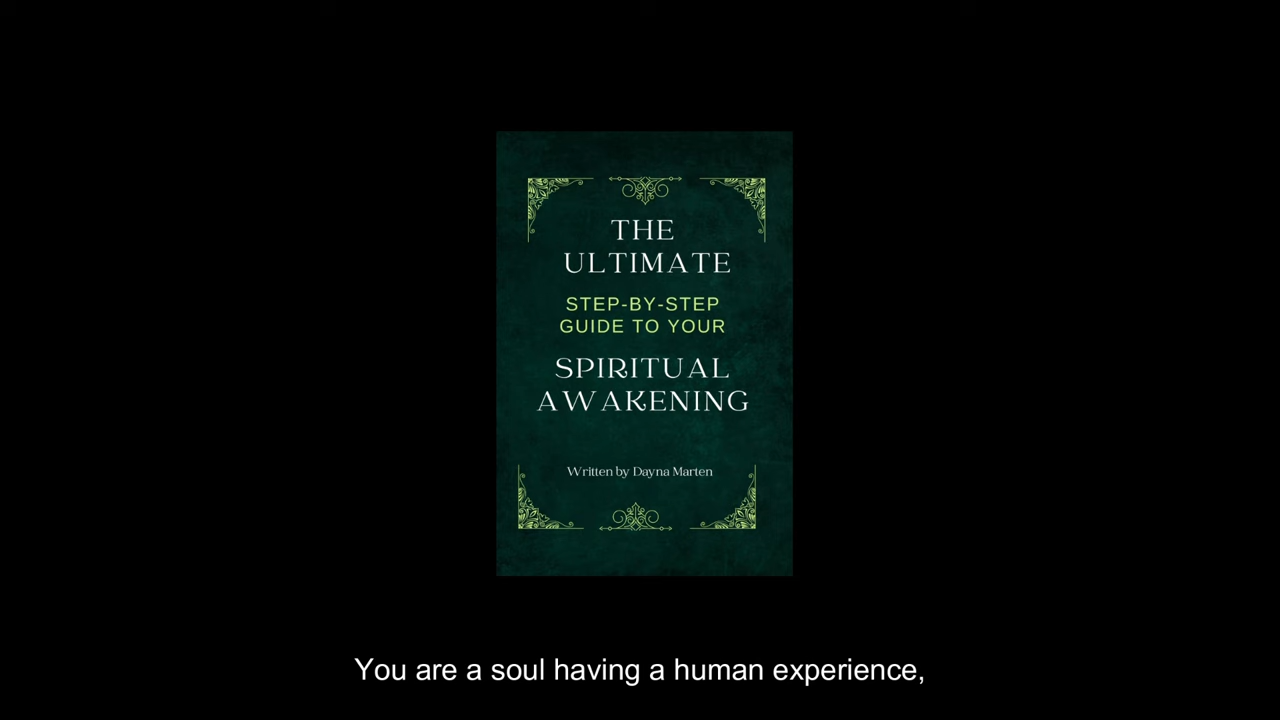 THE
ULTIMATE
STEP-BY-STEP
GUIDE TO YOUR
SPIRITUAL
AWAKENING
Written by Dayna Marten
You are a soul having a human experience,